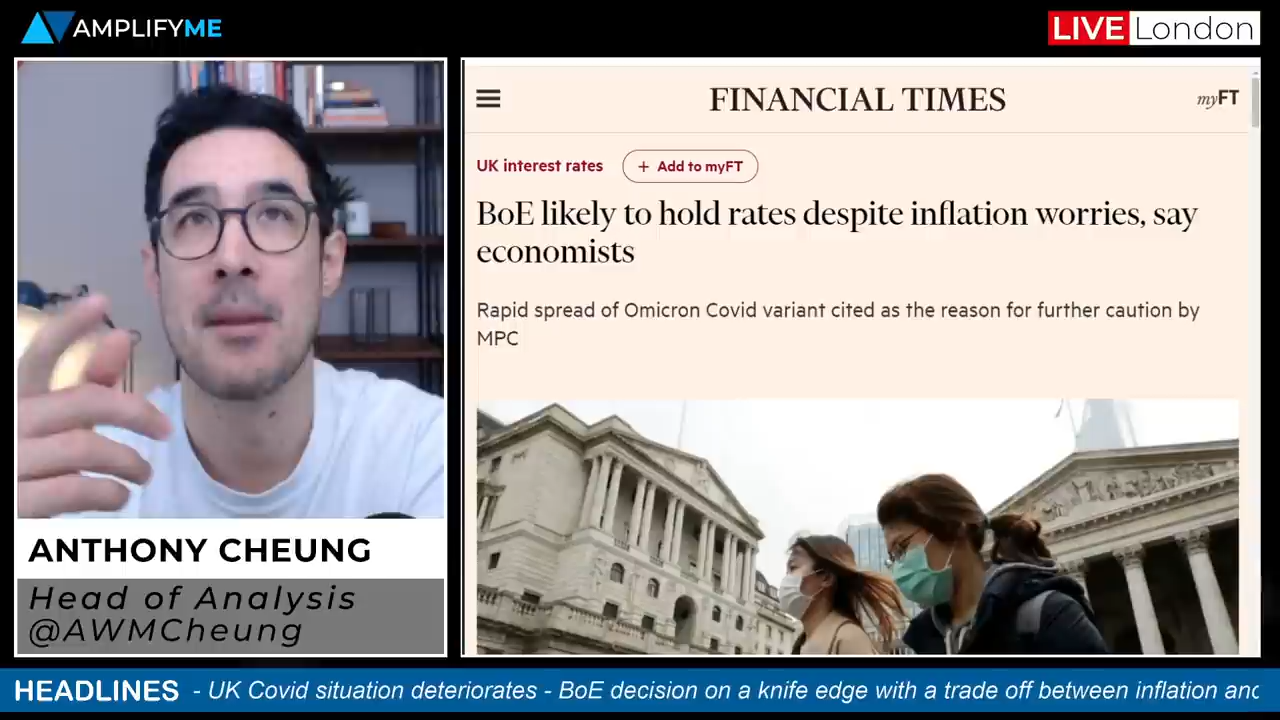 AMPLIFYME
LIVE London
FINANCIAL TIMES
myFT
UK interest rates
+ Add to myFT
BoE likely to hold rates despite inflation worries, say
economists
Rapid spread of Omicron Covid variant cited as the reason for further caution by
MPC
ANTHONY CHEUNG
Head of Analysis
@AWMCheung
HEADLINES - UK Covid situation deteriorates - BoE decision on a knife edge with a trade off between inflation and